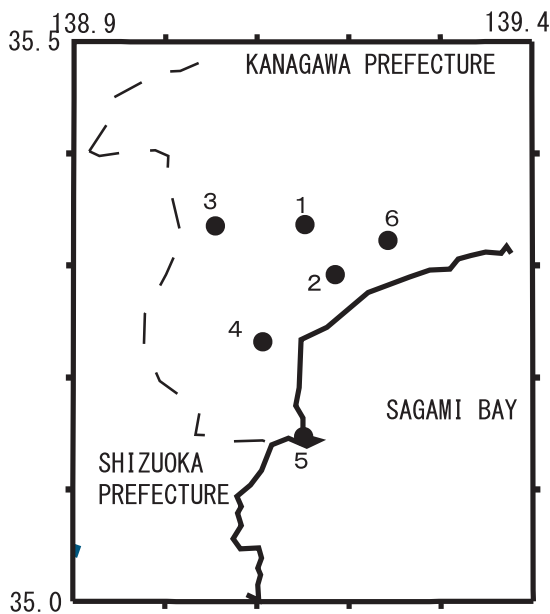 138.9
139.4
35.5
KANAGAWA PREFECTURE
3
1
6
2
4
SAGAMI BAY
5
SHIZUOKA
PREFECTURE
35.0